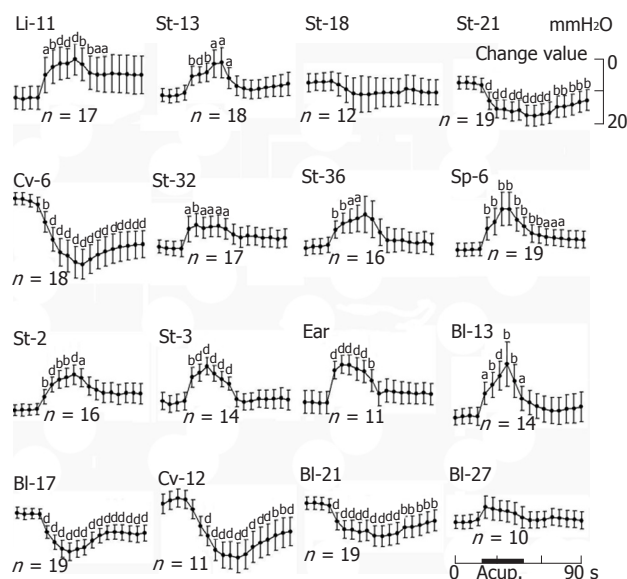 Li-11 St-13 St-18 St-21 mmH2O
Change value
0
20
a b d d d d b a a
b d b a a a
d d d d d d d d d b b b b b
n = 17 n = 18 n = 12 n = 19
Cv-6 St-32 St-36 Sp-6
b d d d d d d d d d d d d d
a b a a a a
b b a a
b b b b b b b b a a a
n = 18 n = 17 n = 16 n = 19
St-2 St-3 Ear Bl-13
b d b b d a
b d d d d d
d d d d d b
a b d b b a
n = 16 n = 14 n = 11 n = 14
Bl-17 Cv-12 Bl-21 Bl-27
n = 19 n = 11 n = 19 n = 10
0 90 s
Acup.